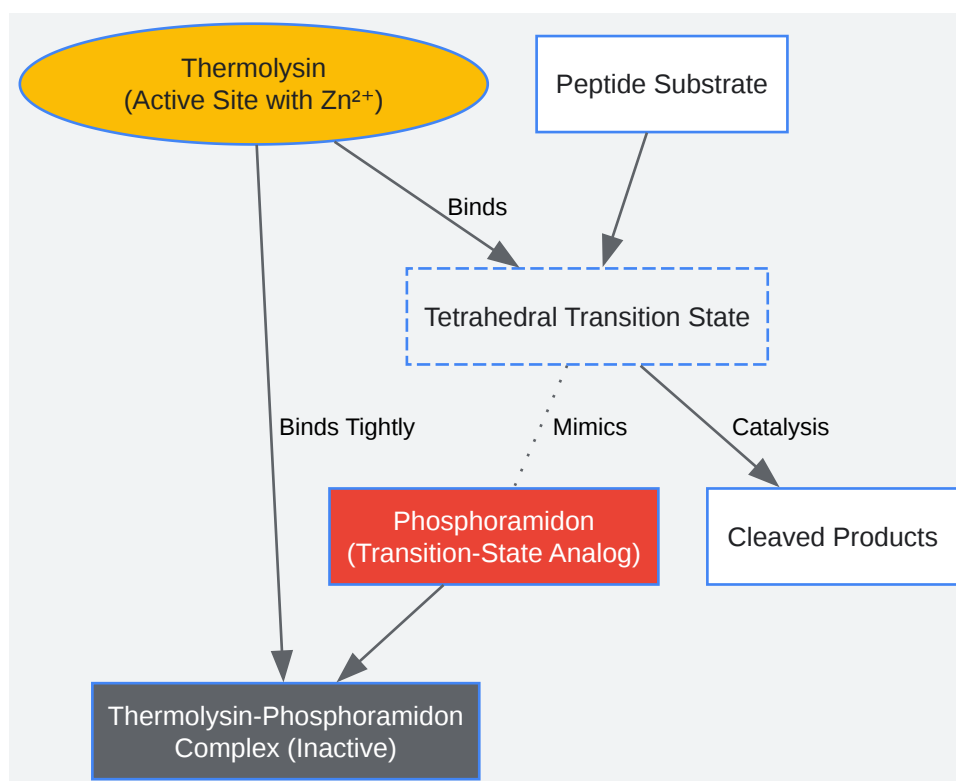 Thermolysin
(Active Site with Zn²⁺)
Peptide Substrate
Binds
Tetrahedral Transition State
Binds Tightly
Mimics
Catalysis
Phosphoramidon
(Transition-State Analog)
Cleaved Products
Thermolysin-Phosphoramidon
Complex (Inactive)